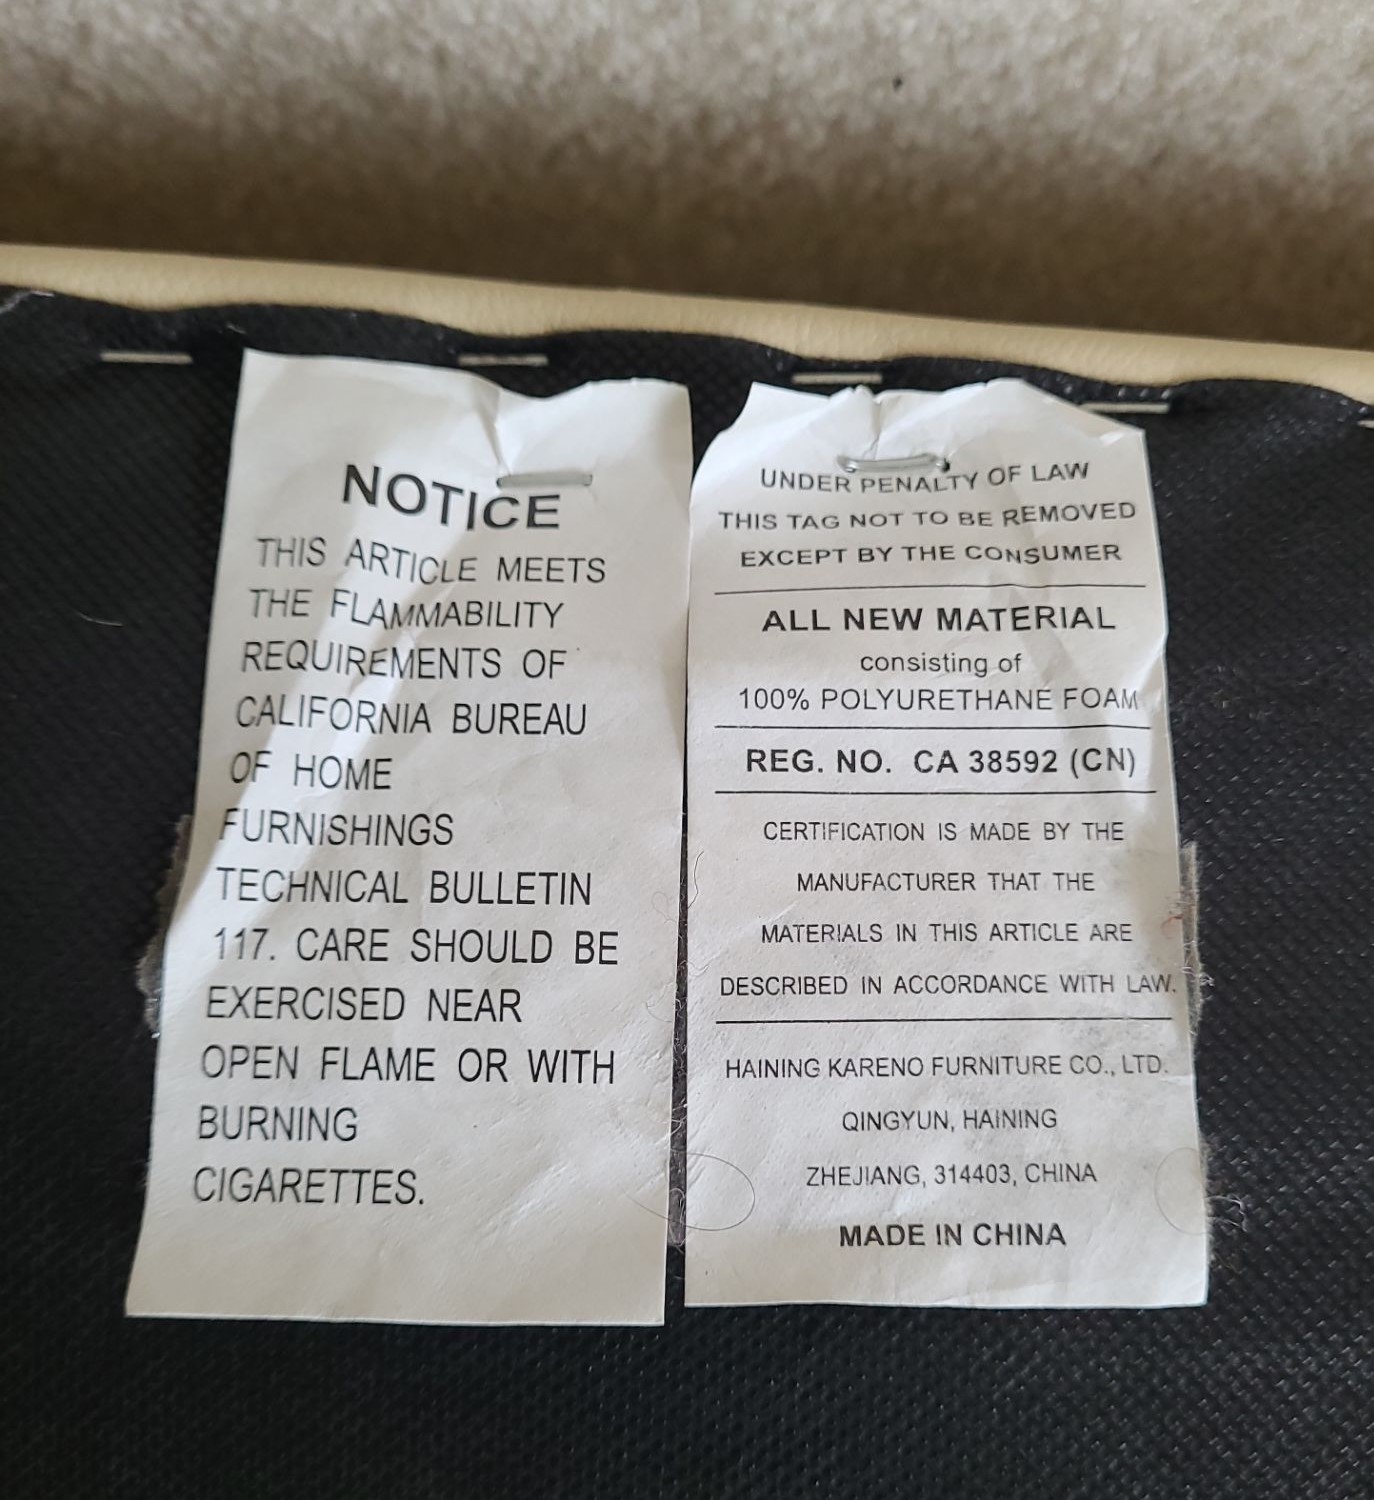 NOTICE
THIS ARTICLE MEETS
THE FLAMMABILITY
REQUIREMENTS OF
CALIFORNIA BUREAU
OF HOME
FURNISHINGS
TECHNICAL BULLETIN
117. CARE SHOULD BE
EXERCISED NEAR
OPEN FLAME OR WITH
BURNING
CIGARETTES.
UNDER PENALTY OF LAW
THIS TAG NOT TO BE REMOVED
EXCEPT BY THE CONSUMER
ALL NEW MATERIAL
consisting of
100% POLYURETHANE FOAM
REG. NO. CA 38592 (CN)
CERTIFICATION IS MADE BY THE
MANUFACTURER THAT THE
MATERIALS IN THIS ARTICLE ARE
DESCRIBED IN ACCORDANCE WITH LAW.
HAINING KARENO FURNITURE CO., LTD.
QINGYUN, HAINING
ZHEJIANG, 314403, CHINA
MADE IN CHINA